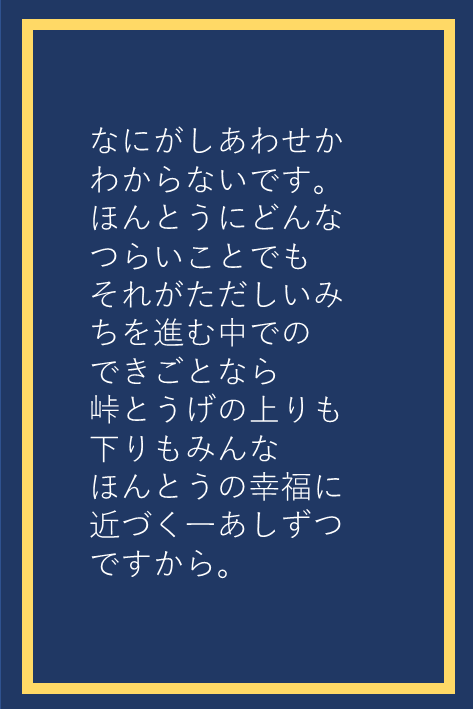 なにがしあわせか
わからないです。
ほんとうにどんな
つらいことでも
それがただしいみ
ちを進む中での
できごとなら
峠とうげの上りも
下りもみんな
ほんとうの幸福に
近づく一あしずつ
ですから。